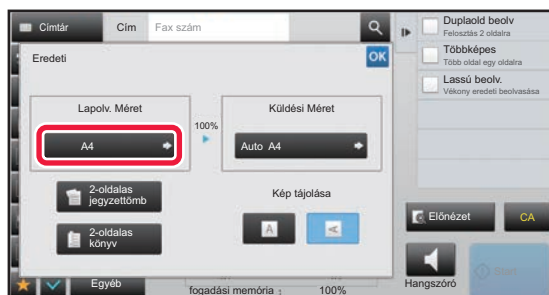 Címtár
Cím
Fax szám
Eredeti
OK
Lapolv. Méret
A4
100%
Küldési Méret
Auto A4
2-oldalas
jegyzettömb
2-oldalas
könyv
Kép tájolása
A
A
Duplaold beolv
Felosztás 2 oldalra
Többképes
Több oldal egy oldalra
Lassú beolv.
Vékony eredeti beolvasása
Előnézet
CA
Hangszóró
Start
Egyéb
fogadási memória
100%